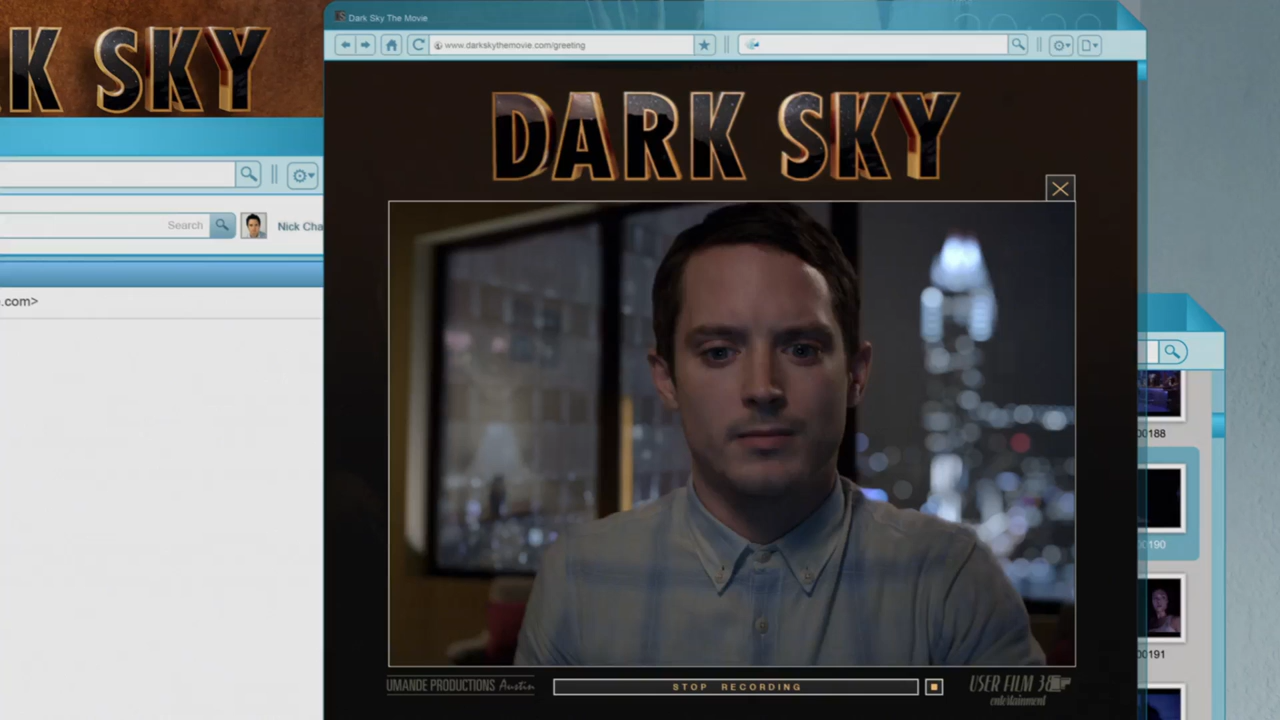 K SKY
Search
Nick Cha
.com>
Dark Sky The Movie
www.darkskythemovie.com/greeting
DARK SKY
UMANDE PRODUCTIONS Austin
STOP RECORDING
USER FILM
entertainment
00188
00190
00191